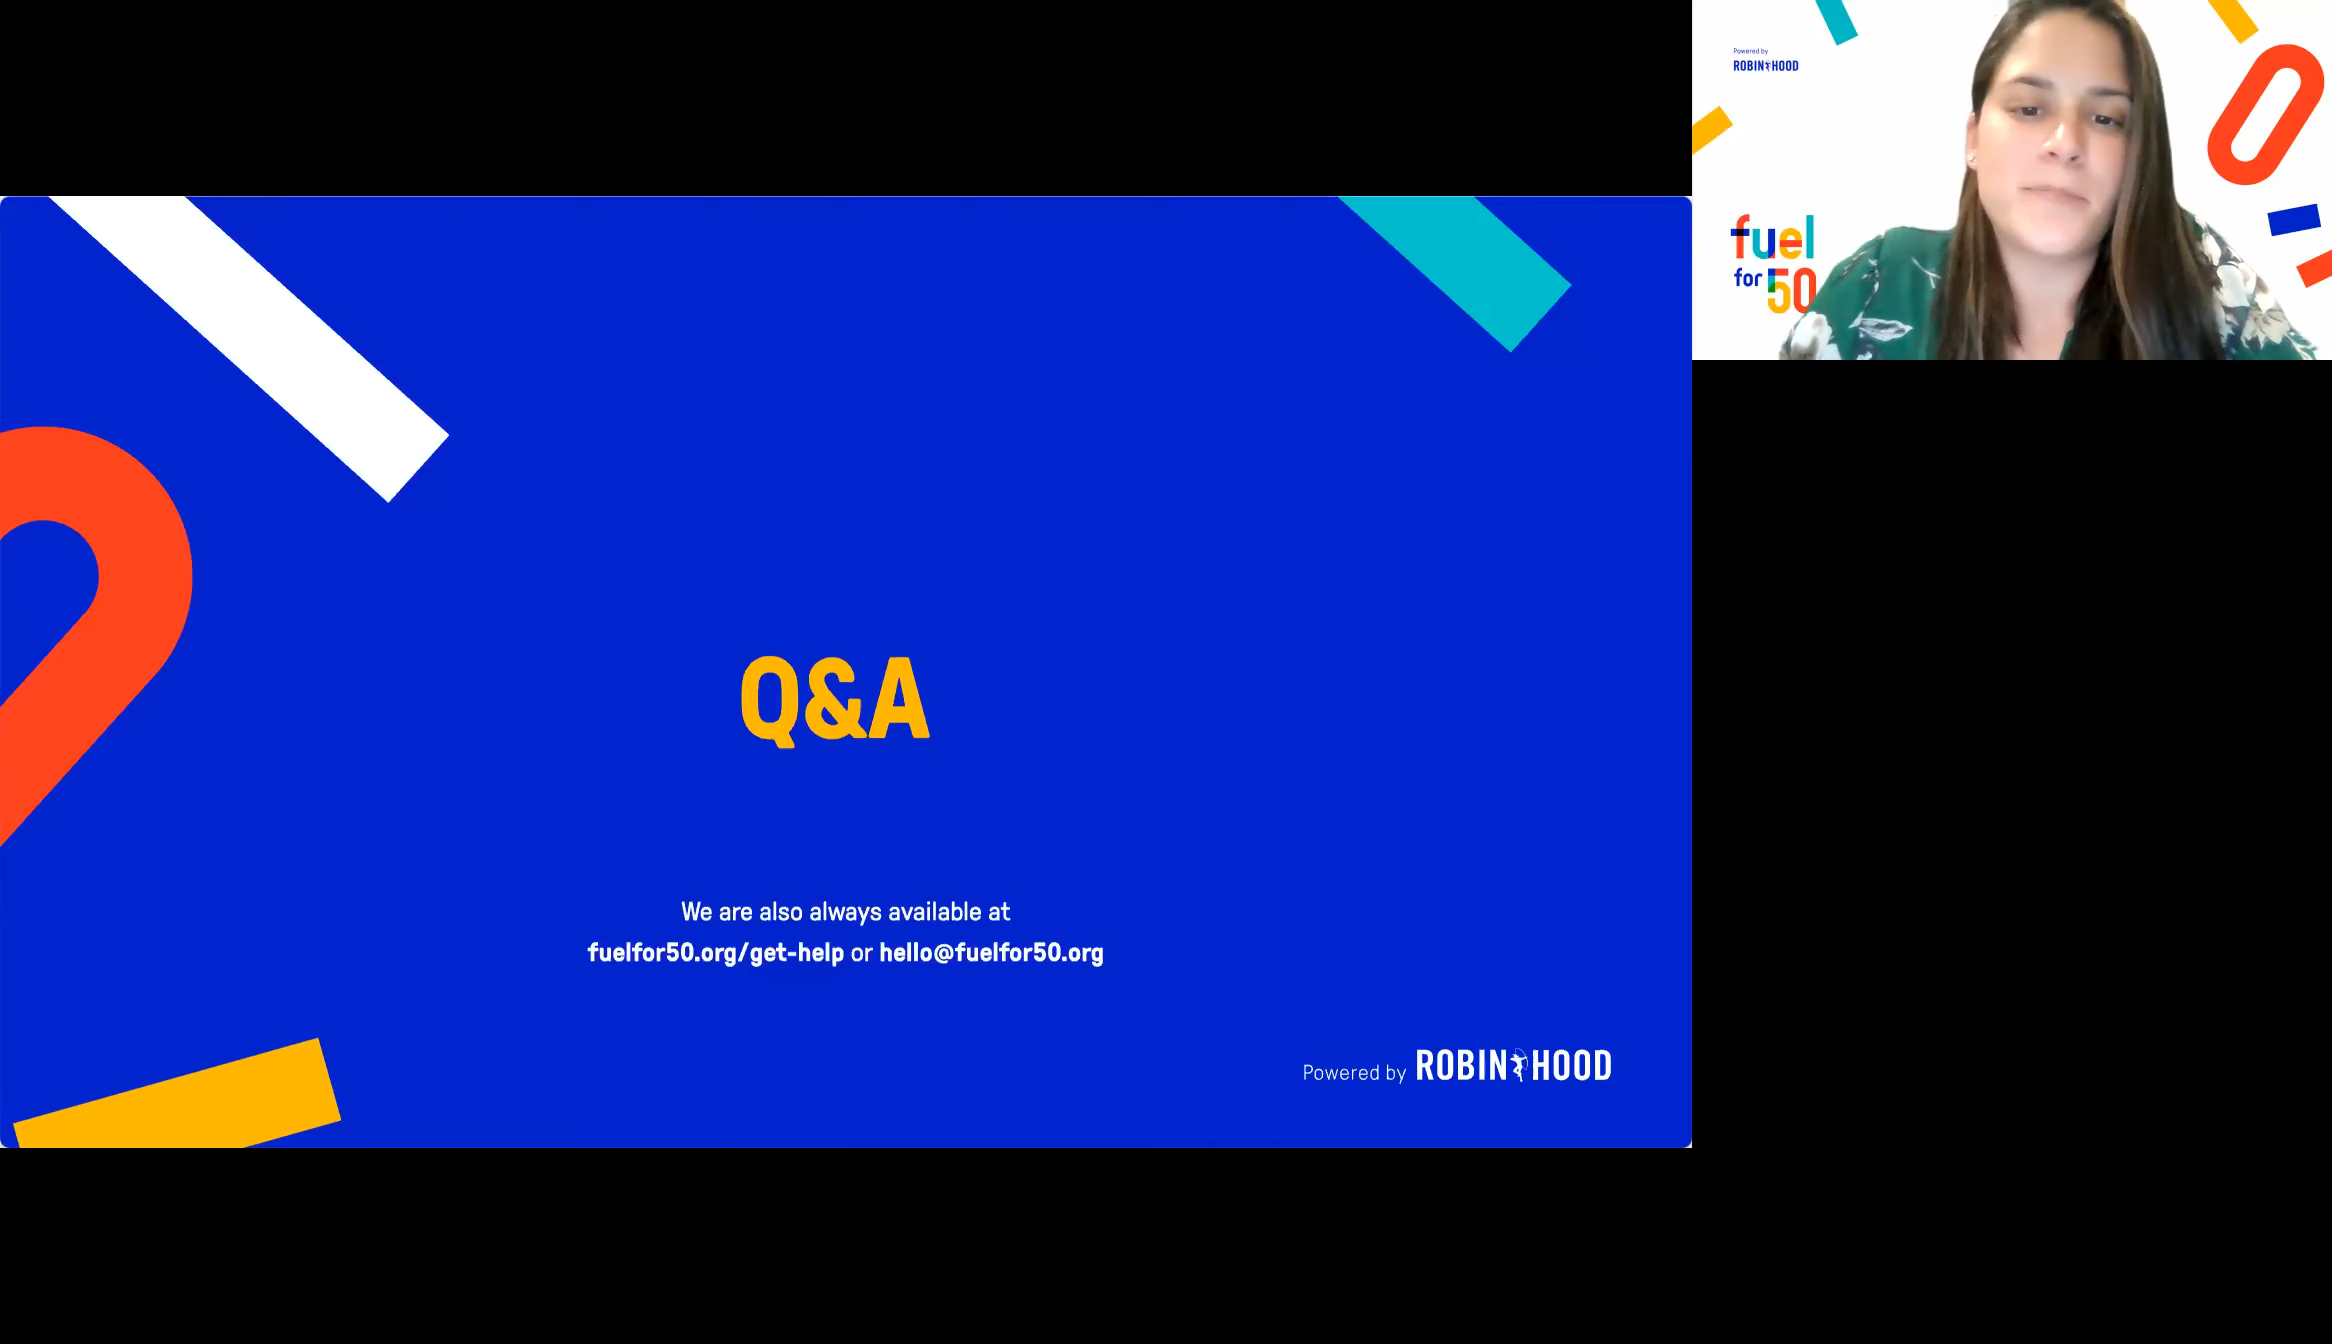 Q&A
We are also always available at
fuelfor50.org/get-help or hello@fuelfor50.org
Powered by ROBIN HOOD
Powered by
ROBIN HOOD
fuel
for 50